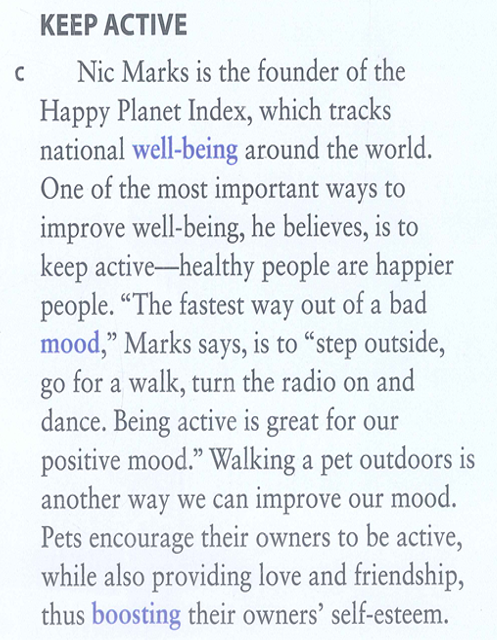 KEEP ACTIVE
C Nic Marks is the founder of the
Happy Planet Index, which tracks
national well-being around the world.
One of the most important ways to
improve well-being, he believes, is to
keep active—healthy people are happier
people. “The fastest way out of a bad
mood,” Marks says, is to “step outside,
go for a walk, turn the radio on and
dance. Being active is great for our
positive mood.” Walking a pet outdoors is
another way we can improve our mood.
Pets encourage their owners to be active,
while also providing love and friendship,
thus boosting their owners’ self-esteem.